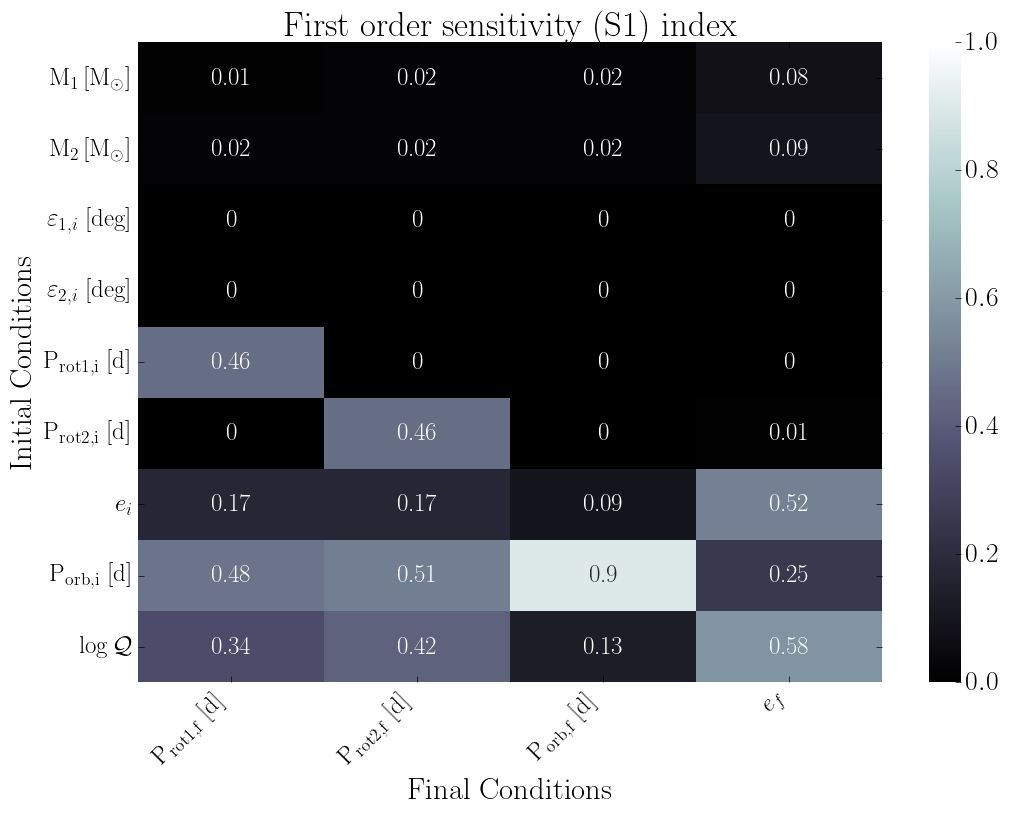 First order sensitivity (S1) index
1.0
M₁ [M⊙] 0.01 0.02 0.02 0.08
M₂ [M⊙] 0.02 0.02 0.02 0.09
0.8
ε₁,ᵢ [deg] 0 0 0 0
ε₂,ᵢ [deg] 0 0 0 0
0.6
P_rot1,i [d] 0.46 0 0 0
P_rot2,i [d] 0 0.46 0 0.01
0.4
e_i 0.17 0.17 0.09 0.52
0.2
P_orb,i [d] 0.48 0.51 0.9 0.25
log 𝒬 0.34 0.42 0.13 0.58
0.0
Initial Conditions
P_rot1,f [d] P_rot2,f [d] P_orb,f [d] e_f
Final Conditions